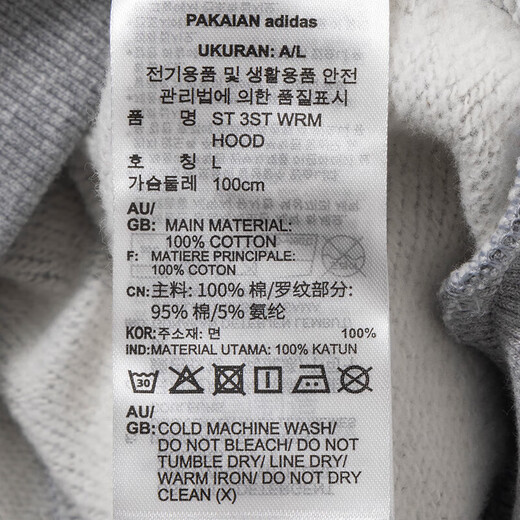 PAKAIAN adidas
UKURAN: A/L
전기용품 및 생활용품 안전
관리법에 의한 품질표시
품 명 ST 3ST WRM
HOOD
호 칭 L
가슴둘레 100cm
AU/
GB: MAIN MATERIAL:
100% COTTON
F: MATIERE PRINCIPALE:
100% COTON
CN: 主料: 100% 棉/罗纹部分:
95% 棉/5% 氨纶
KOR: 주소재: 면 100%
IND: MATERIAL UTAMA: 100% KATUN
30
AU/
GB: COLD MACHINE WASH/
DO NOT BLEACH/ DO NOT
TUMBLE DRY/ LINE DRY/
WARM IRON/ DO NOT DRY
CLEAN (X)